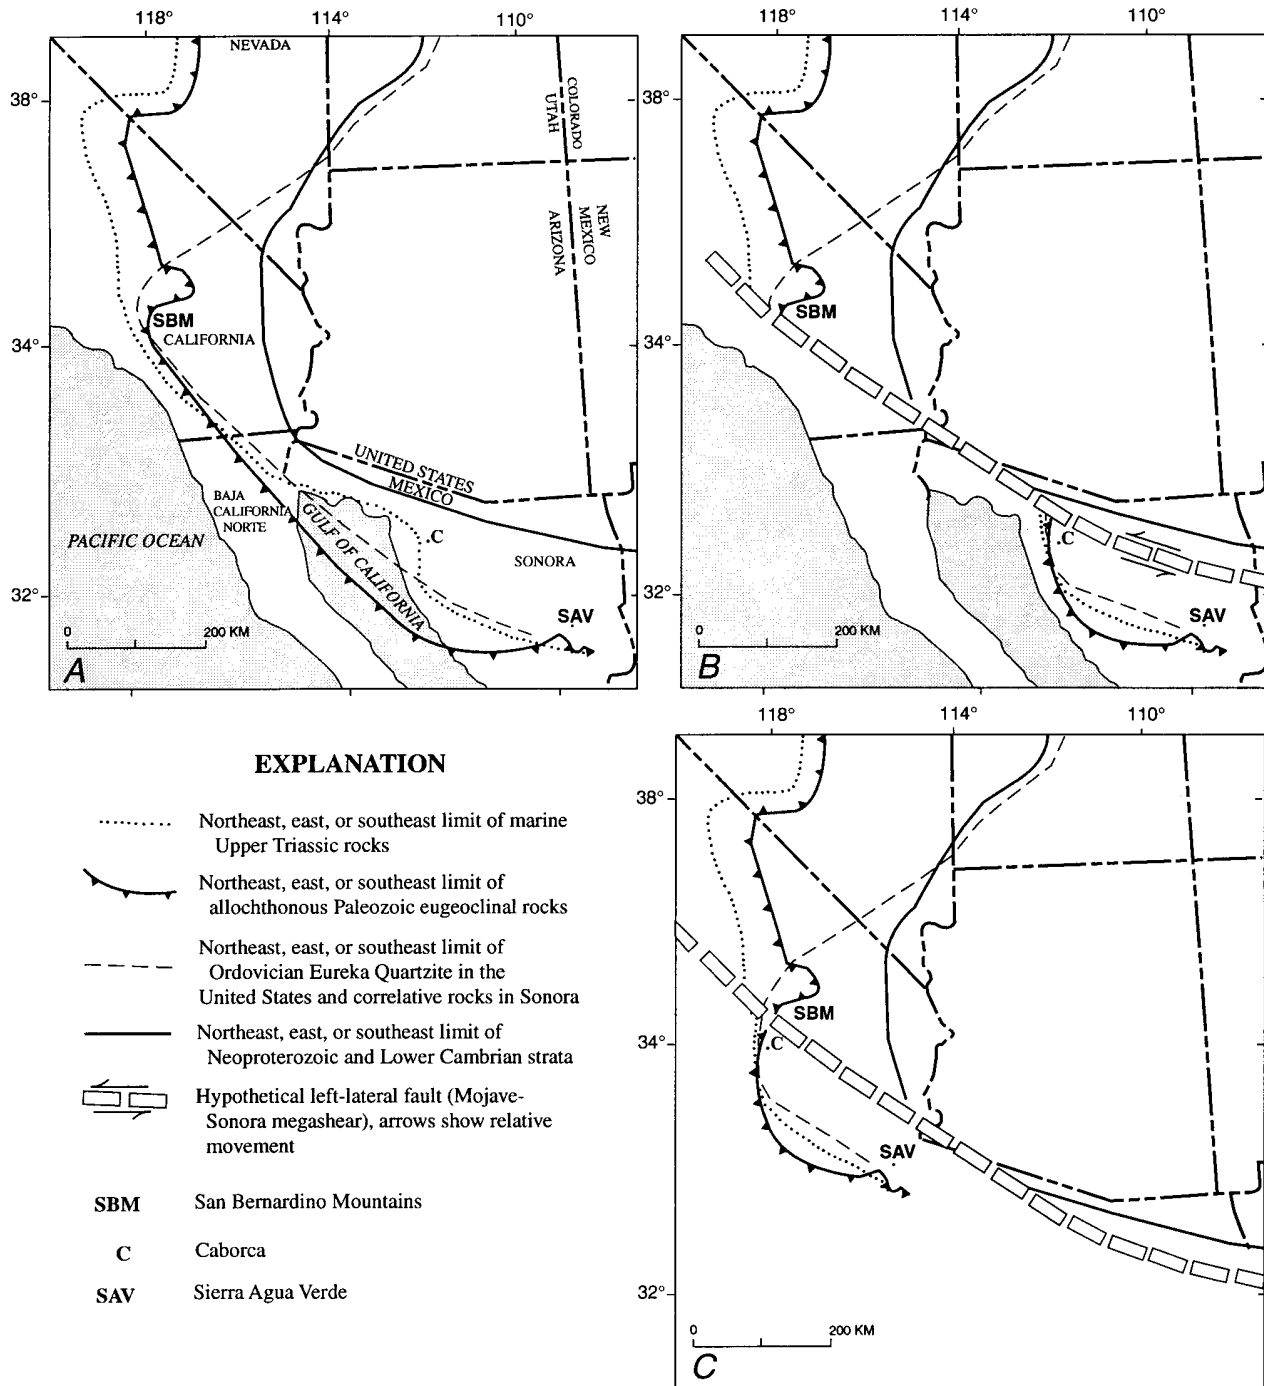 118° 114° 110°
38°
34°
32°
NEVADA
COLORADO
UTAH
NEW
MEXICO
ARIZONA
SBM
CALIFORNIA
UNITED STATES
MEXICO
BAJA
CALIFORNIA
NORTE
GULF OF CALIFORNIA
PACIFIC OCEAN
.C
SONORA
SAV
0 200 KM
A
118° 114° 110°
38°
34°
32°
SBM
C
SAV
0 200 KM
B
118° 114° 110°
38°
34°
32°
SBM
.C
SAV
0 200 KM
C
EXPLANATION
Northeast, east, or southeast limit of marine
Upper Triassic rocks
Northeast, east, or southeast limit of
allochthonous Paleozoic eugeoclinal rocks
Northeast, east, or southeast limit of
Ordovician Eureka Quartzite in the
United States and correlative rocks in Sonora
Northeast, east, or southeast limit of
Neoproterozoic and Lower Cambrian strata
Hypothetical left-lateral fault (Mojave-
Sonora megashear), arrows show relative
movement
SBM San Bernardino Mountains
C Caborca
SAV Sierra Agua Verde